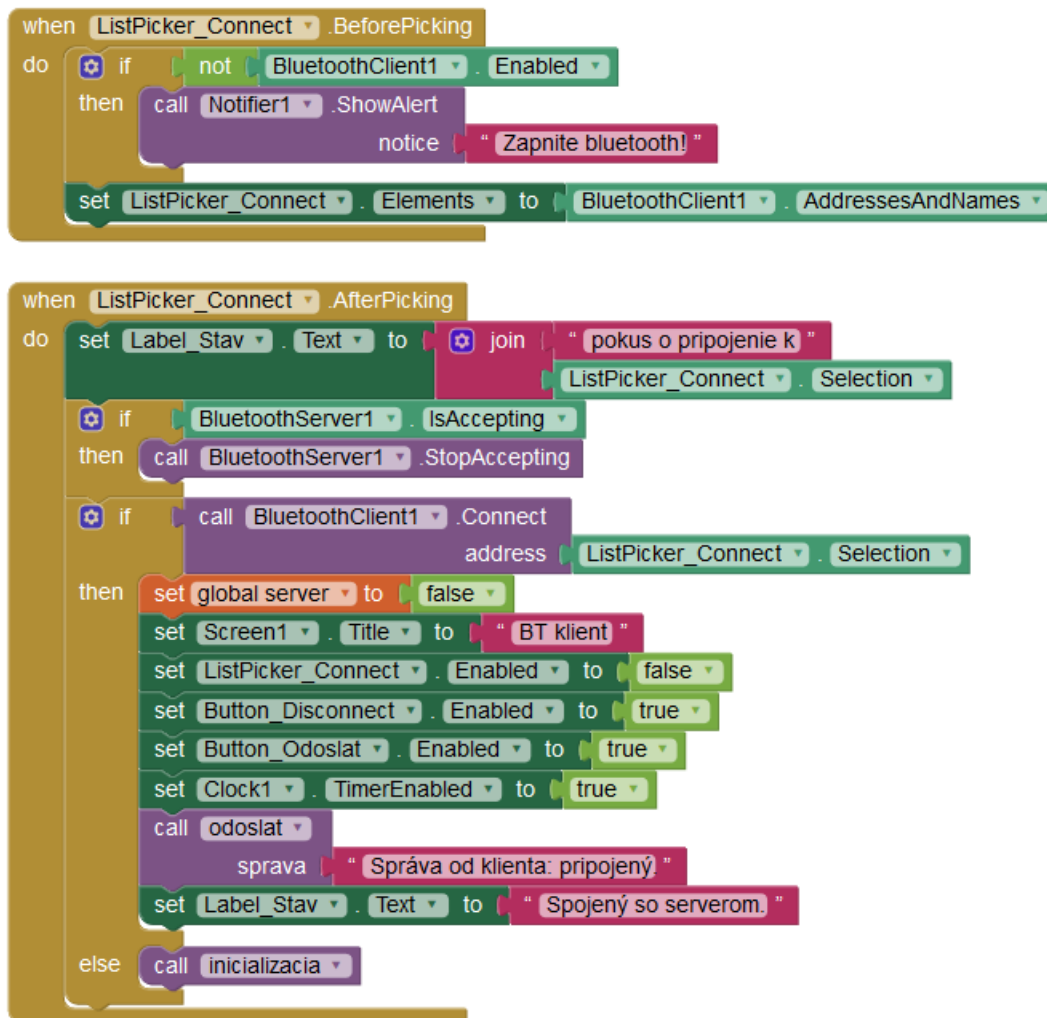 when ListPicker_Connect .BeforePicking
do if not BluetoothClient1 . Enabled
then call Notifier1 .ShowAlert
notice " Zapnite bluetooth! "
set ListPicker_Connect . Elements to BluetoothClient1 . AddressesAndNames
when ListPicker_Connect .AfterPicking
do set Label_Stav . Text to join " pokus o pripojenie k "
ListPicker_Connect . Selection
if BluetoothServer1 . IsAccepting
then call BluetoothServer1 .StopAccepting
if call BluetoothClient1 .Connect
address ListPicker_Connect . Selection
then set global server to false
set Screen1 . Title to " BT klient "
set ListPicker_Connect . Enabled to false
set Button_Disconnect . Enabled to true
set Button_Odoslat . Enabled to true
set Clock1 . TimerEnabled to true
call odoslat
sprava " Správa od klienta: pripojený. "
set Label_Stav . Text to " Spojený so serverom. "
else call inicializacia